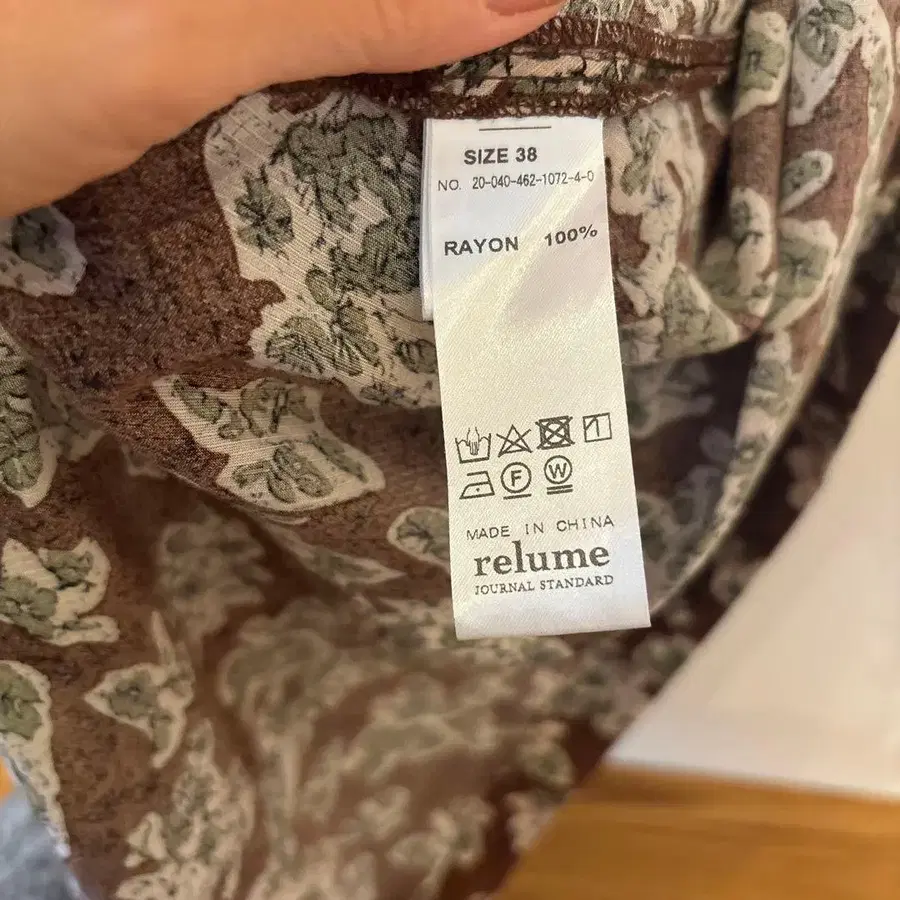 SIZE 38
NO. 20-040-462-1072-4-0
RAYON 100%
F W
MADE IN CHINA
relume
JOURNAL STANDARD